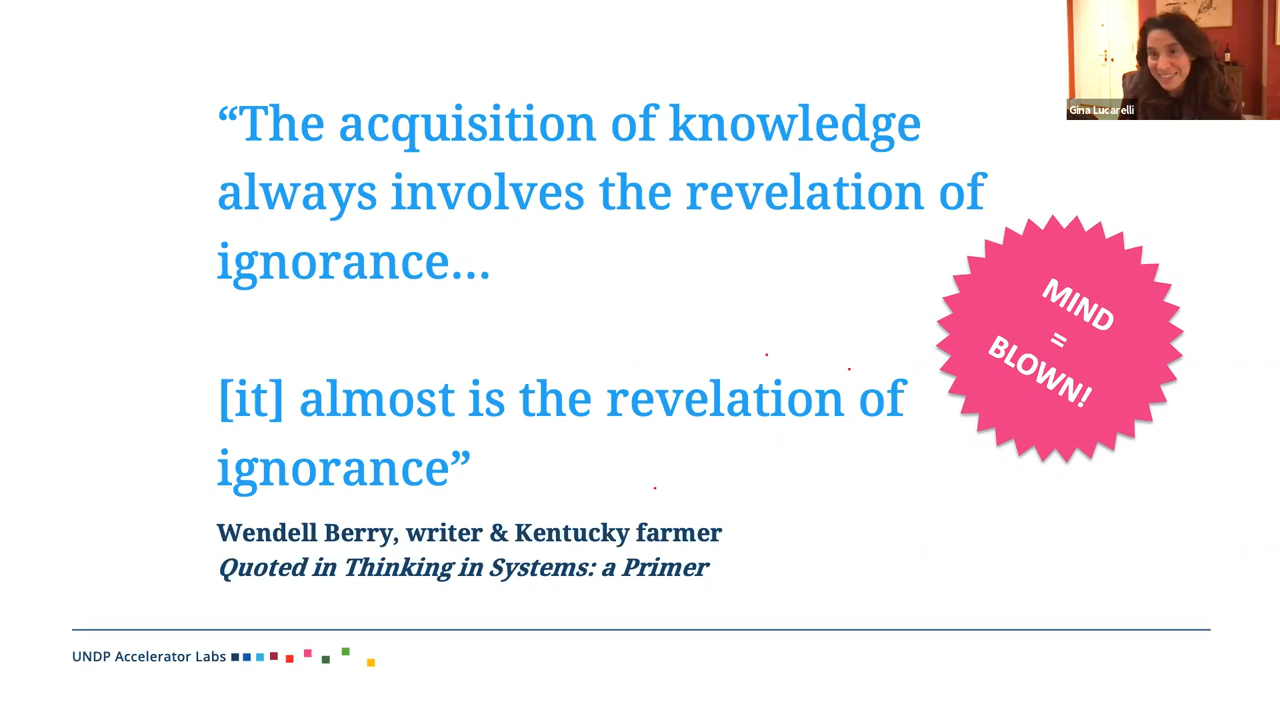 “The acquisition of knowledge
always involves the revelation of
ignorance...
[it] almost is the revelation of
ignorance”
Wendell Berry, writer & Kentucky farmer
Quoted in Thinking in Systems: a Primer
MIND
=
BLOWN!
Gina Lucarelli
UNDP Accelerator Labs